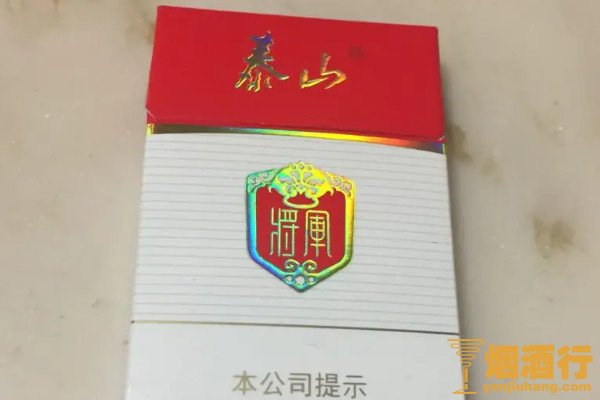 泰山
将军
本公司提示
烟酒行
yanjiuhang.com